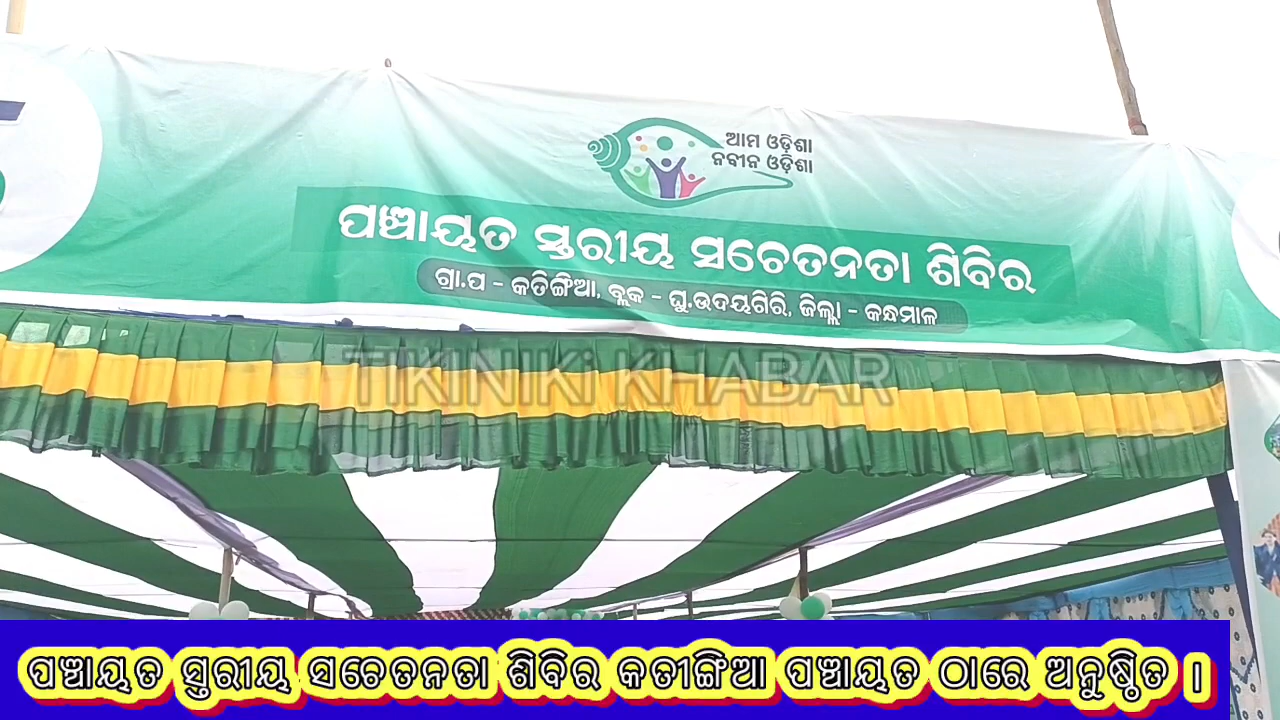 ଆମ ଓଡ଼ିଶା
ନବୀନ ଓଡ଼ିଶା
ପଞ୍ଚାୟତ ସ୍ତରୀୟ ସଚେତନତା ଶିବିର
ଗ୍ରା.ପ - କତିଙ୍ଗିଆ, ବ୍ଲକ - ଘୁ.ଉଦୟଗିରି, ଜିଲ୍ଲା - କନ୍ଧମାଳ
TIKINIKi KHABAR
ପଞ୍ଚାୟତ ସ୍ତରୀୟ ସଚେତନତା ଶିବିର କତୀଙ୍ଗିଆ ପଞ୍ଚାୟତ ଠାରେ ଅନୁଷ୍ଠିତ ।